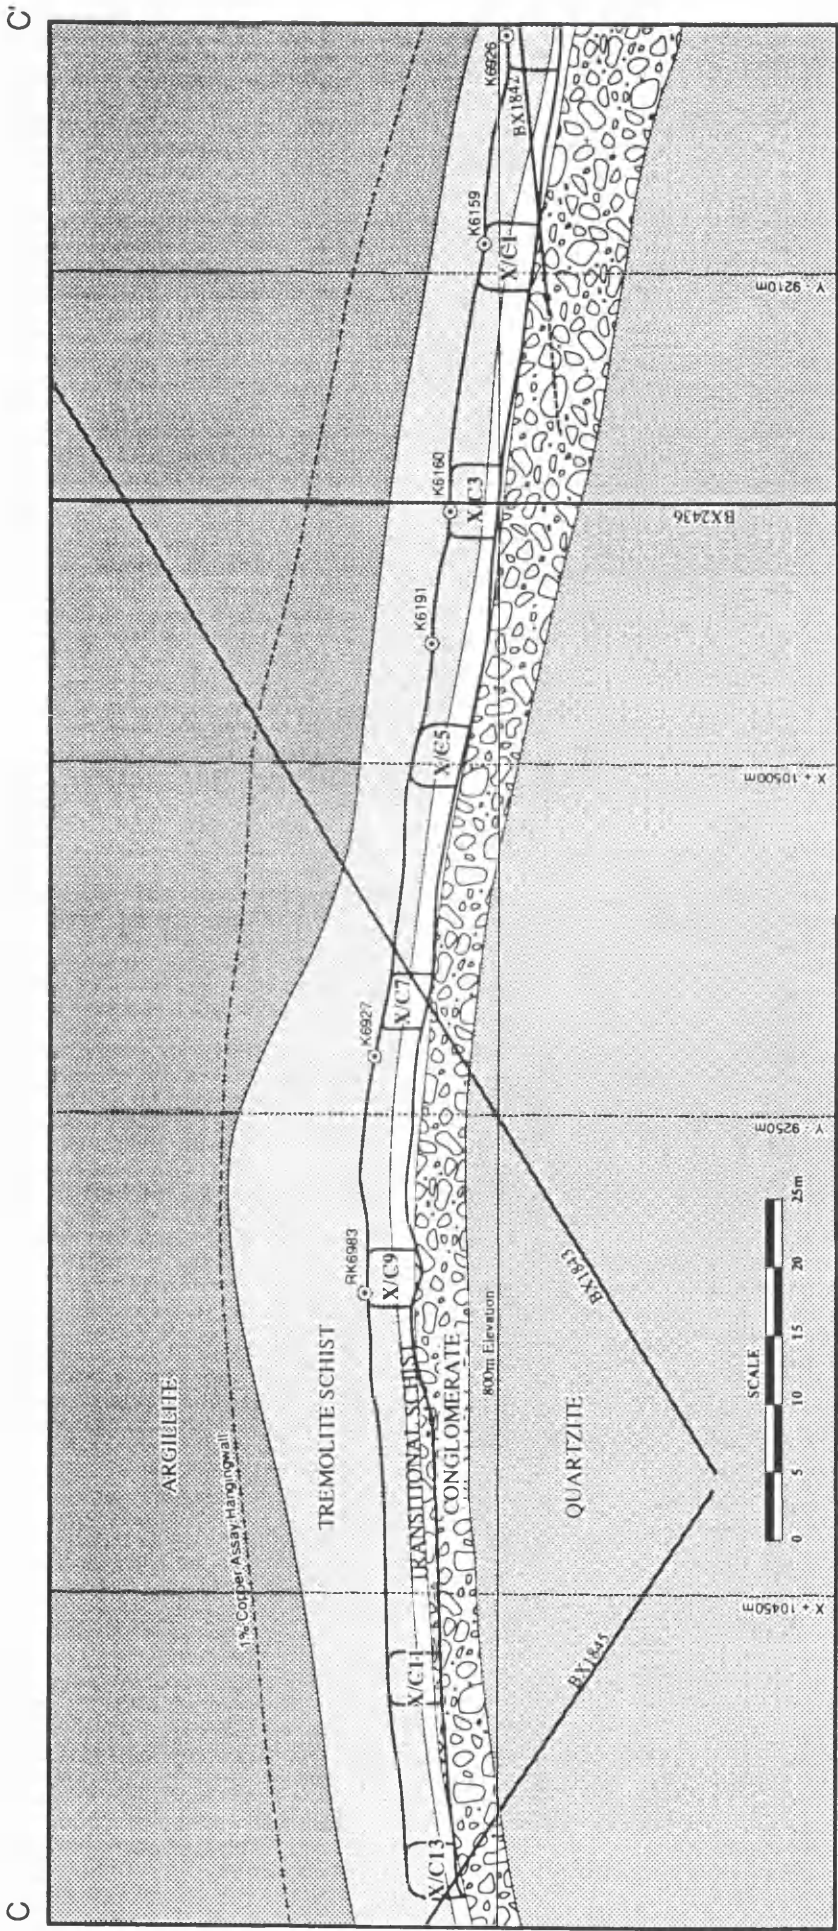 C
C'
ARGILLITE
1% Copper Assay Hangingwall
TREMOLITE SCHIST
TRANSITIONAL SCHIST
CONGLOMERATE
800m Elevation
QUARTZITE
X/C13
X/C11
X/C9
X/C7
X/C5
X/C3
X/C1
RK6983
K6927
K6191
K6160
K6159
K6926
BX1842
BX1845
BX1843
BX2436
X + 10450m
Y - 9250m
X + 10500m
Y - 9210m
SCALE
0 5 10 15 20 25m